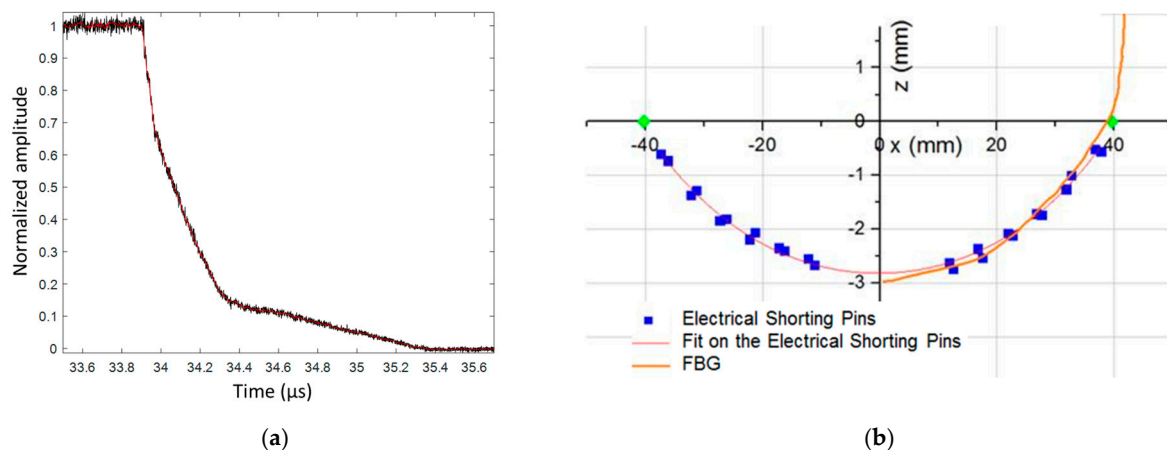 1
0.9
0.8
0.7
0.6
0.5
0.4
0.3
0.2
0.1
0
Normalized amplitude
33.6 33.8 34 34.2 34.4 34.6 34.8 35 35.2 35.4 35.6
Time (µs)
(a)
z (mm)
1
0
-1
-2
-3
-40 -20 0 20 40
x (mm)
Electrical Shorting Pins
Fit on the Electrical Shorting Pins
FBG
(b)